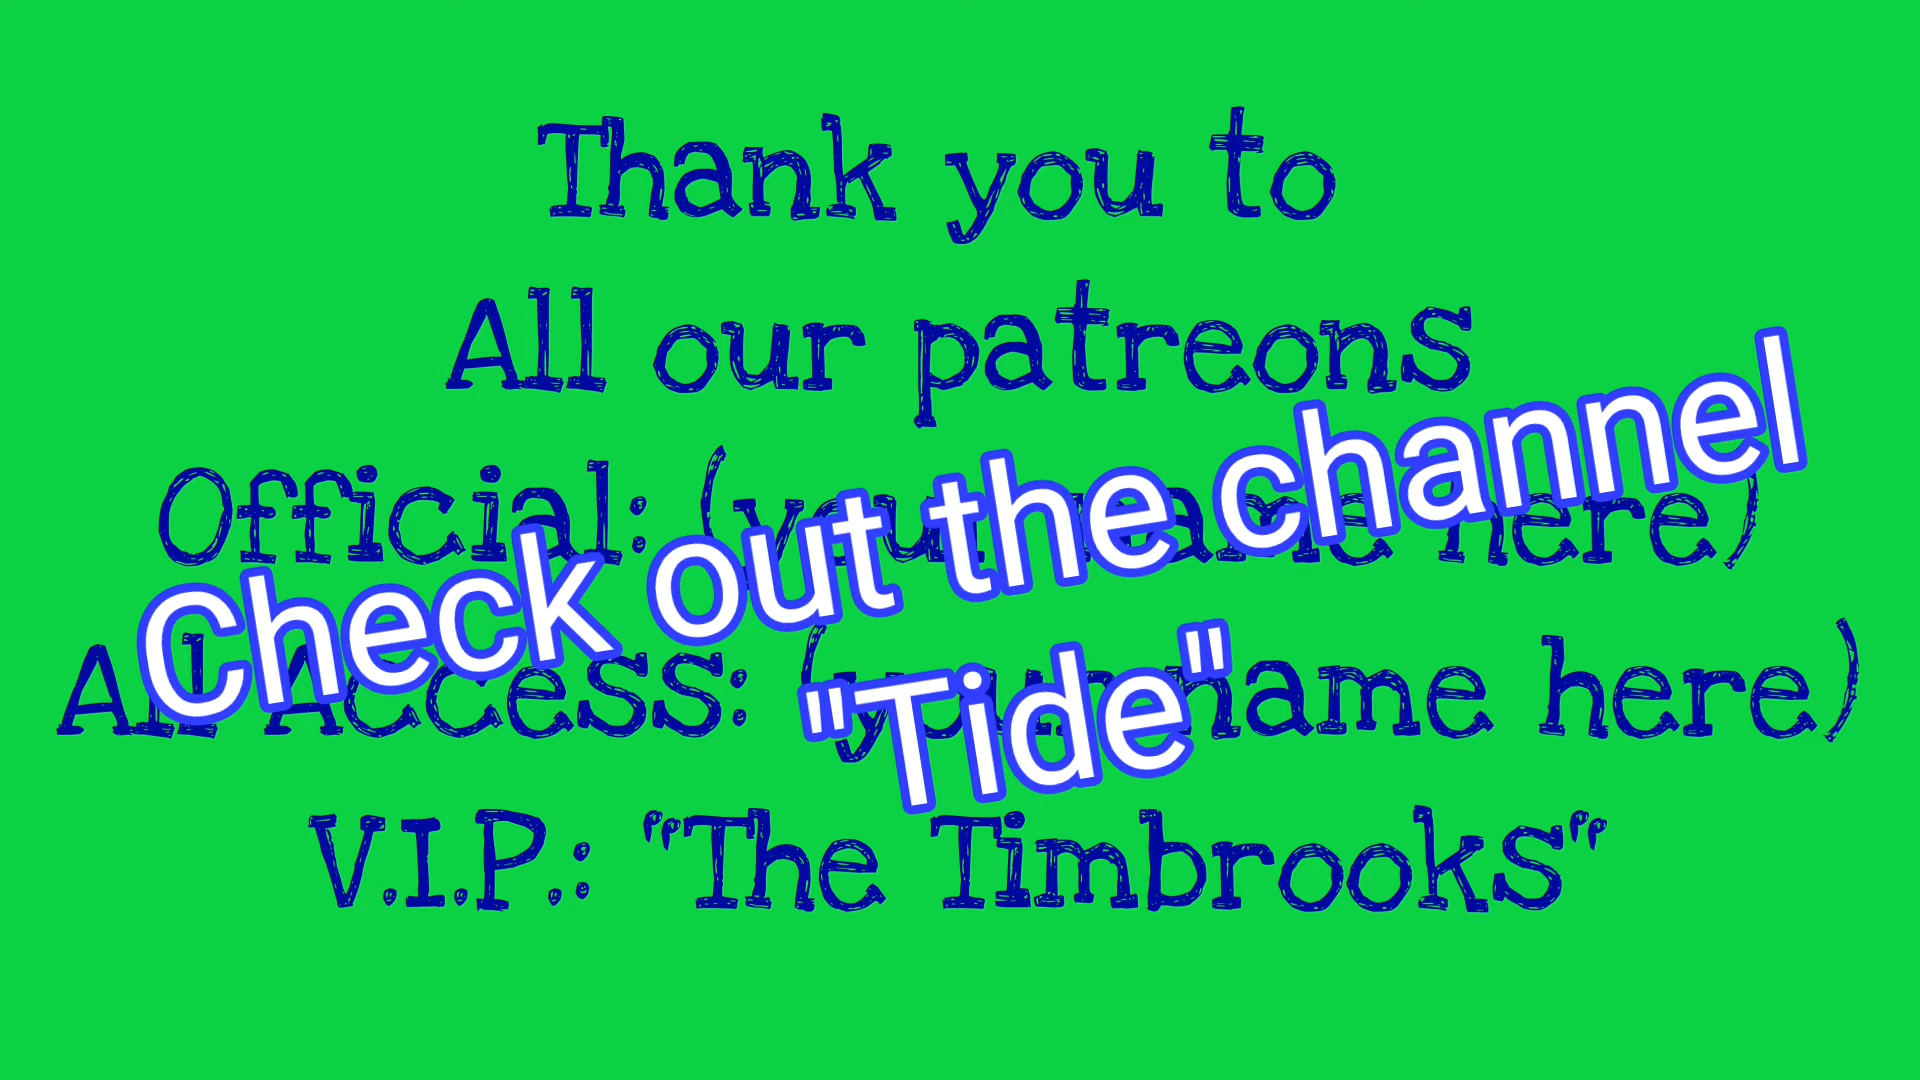 Thank you to
All our patreons
Official: (your name here)
All Access: (your name here)
V.I.P.: "The Timbrooks"
Check out the channel
"Tide"